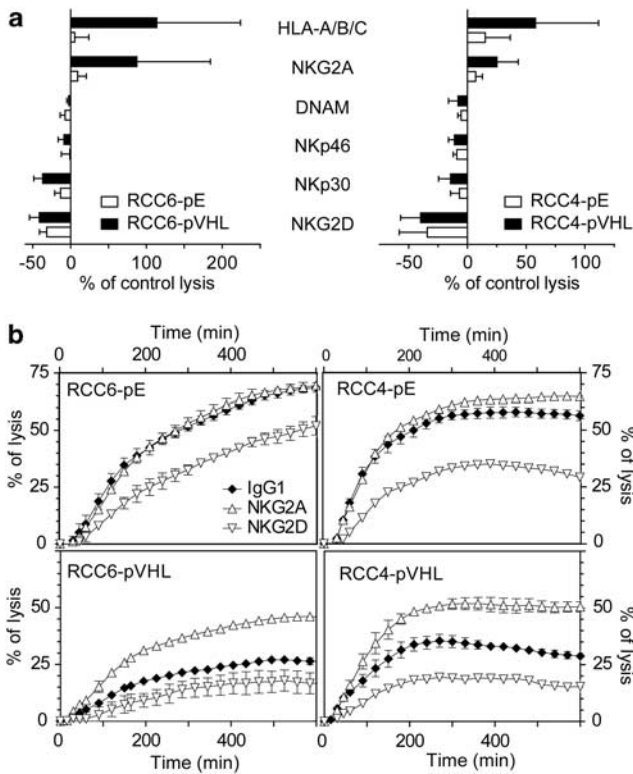 a
HLA-A/B/C
NKG2A
DNAM
NKp46
NKp30
NKG2D
RCC6-pE
RCC6-pVHL
RCC4-pE
RCC4-pVHL
-50 0 100 200
% of control lysis
-50 0 50 100
% of control lysis
b
Time (min)
0 200 400
Time (min)
0 200 400
75
50
25
0
% of lysis
RCC6-pE
IgG1
NKG2A
NKG2D
RCC4-pE
75
50
25
0
% of lysis
50
25
0
% of lysis
RCC6-pVHL
RCC4-pVHL
50
25
0
% of lysis
0 200 400
Time (min)
0 200 400
Time (min)